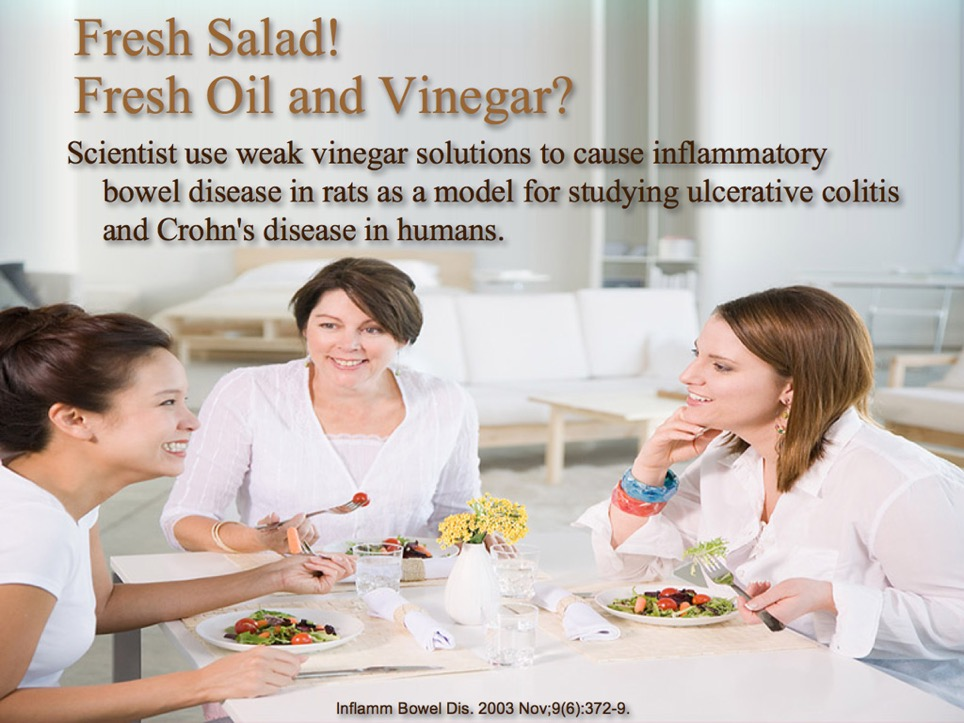 Fresh Salad!
Fresh Oil and Vinegar?
Scientist use weak vinegar solutions to cause inflammatory
bowel disease in rats as a model for studying ulcerative colitis
and Crohn's disease in humans.
Inflamm Bowel Dis. 2003 Nov;9(6):372-9.